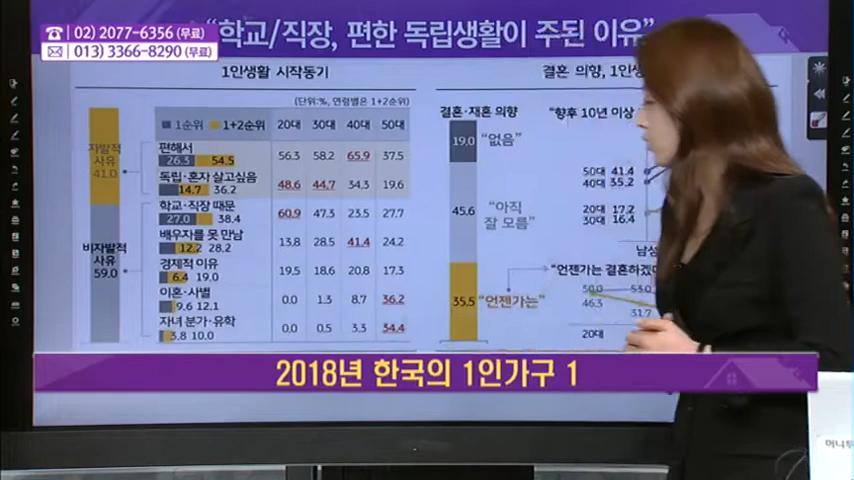 02) 2077-6356 (무료)
013) 3366-8290 (무료)
“학교/직장, 편한 독립생활이 주된 이유”
1인생활 시작동기
(단위:%, 연령별은 1+2순위)
1순위 1+2순위 20대 30대 40대 50대
자발적 사유 41.0
편해서
26.3 54.5 56.3 58.2 65.9 37.5
독립·혼자 살고싶음
14.7 36.2 48.6 44.7 34.3 19.6
비자발적 사유 59.0
학교·직장 때문
27.0 38.4 60.9 47.3 23.5 27.7
배우자를 못 만남
12.2 28.2 13.8 28.5 41.4 24.2
경제적 이유
6.4 19.0 19.5 18.6 20.8 17.3
이혼·사별
9.6 12.1 0.0 1.3 8.7 36.2
자녀 분가·유학
3.8 10.0 0.0 0.5 3.3 34.4
결혼 의향, 1인생
결혼·재혼 의향
19.0 “없음”
45.6 “아직 잘 모름”
35.5 “언젠가는”
“향후 10년 이상
50대 41.4
40대 35.2
20대 17.2
30대 16.4
남성
“언젠가는 결혼하겠다
50.0 53.0
46.3
31.7
20대
2018년 한국의 1인가구 1
머니투